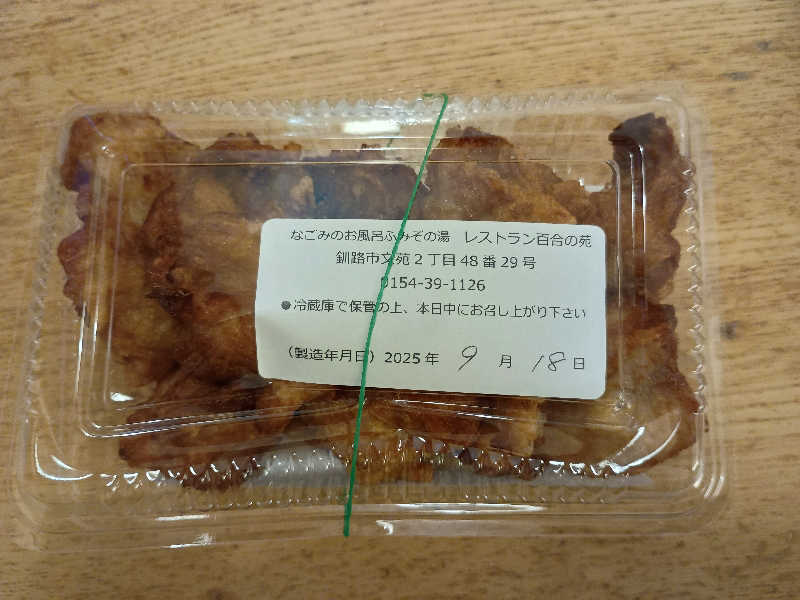 なごみのお風呂ふみぞの湯　レストラン百合の苑
釧路市文苑２丁目48番29号
0154-39-1126
●冷蔵庫で保管の上、本日中にお召し上がり下さい
（製造年月日）2025年 9 月 18日